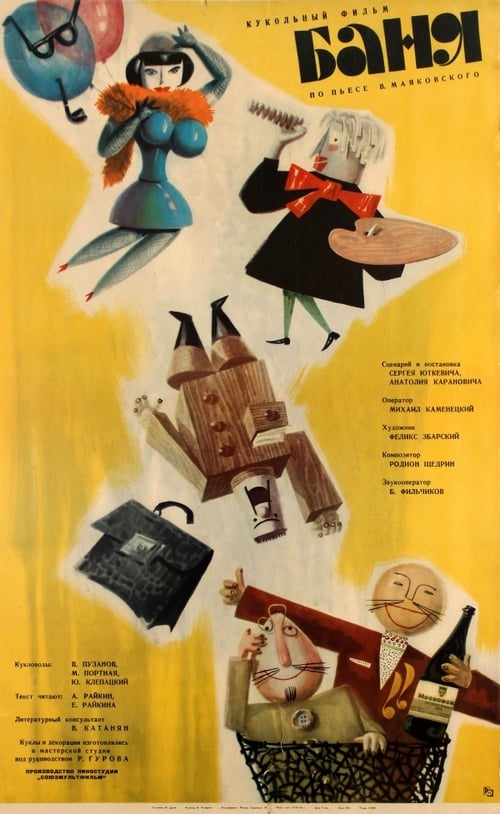 КУКОЛЬНЫЙ ФИЛЬМ
БАНЯ
ПО ПЬЕСЕ В. МАЯКОВСКОГО
Сценарий и постановка
СЕРГЕЯ ЮТКЕВИЧА,
АНАТОЛИЯ КАРАНОВИЧА
Оператор
МИХАИЛ КАМЕНЕЦКИЙ
Художник
ФЕЛИКС ЗБАРСКИЙ
Композитор
РОДИОН ЩЕДРИН
Звукооператор
Б. ФИЛЬЧИКОВ
Московск
Кукловоды: В. ПУЗАНОВ,
М. ПОРТНАЯ,
Ю. КЛЕПАЦКИЙ
Текст читают: А. РАЙКИН,
Е. РАЙКИНА
Литературный консультант
В. КАТАНЯН
Куклы и декорации изготовлялись
в мастерской студии
под руководством Р. ГУРОВА
ПРОИЗВОДСТВО КИНОСТУДИИ
"СОЮЗМУЛЬТФИЛЬМ"